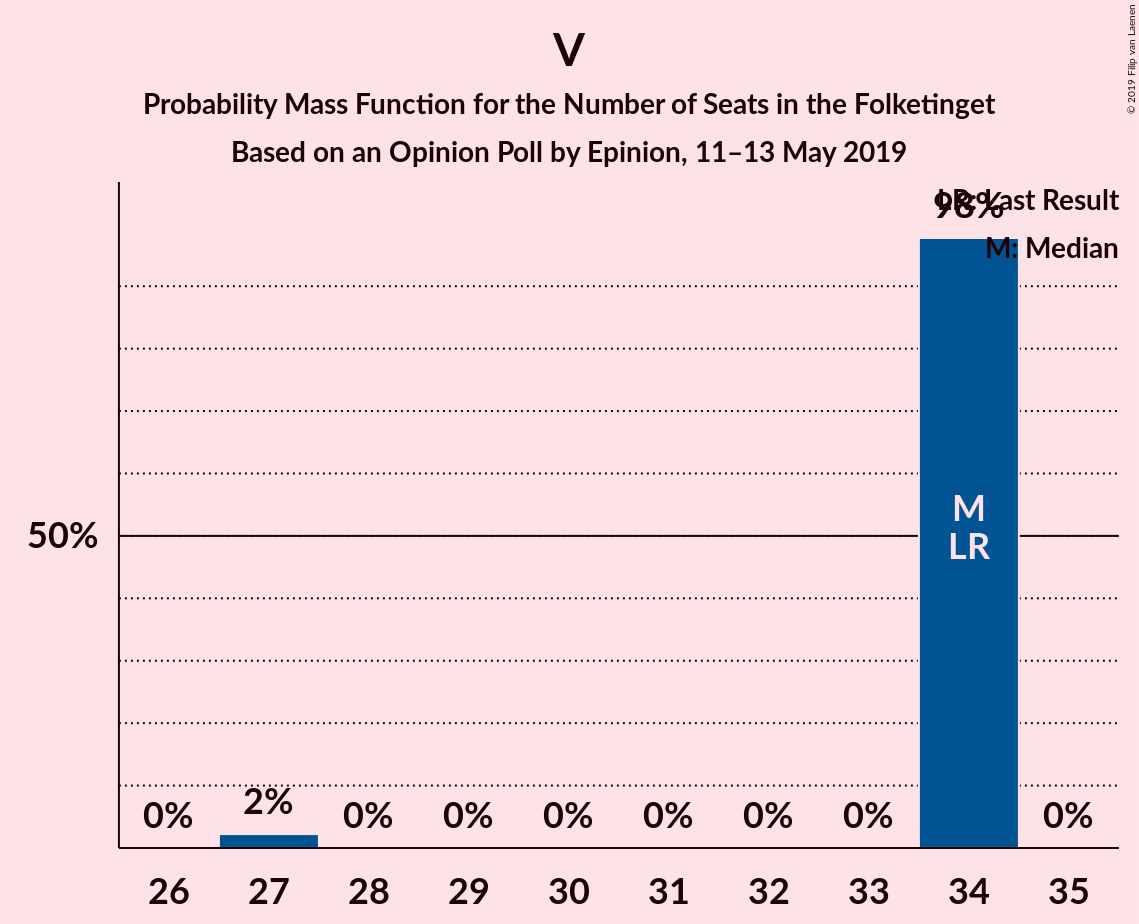 V
Probability Mass Function for the Number of Seats in the Folketinget
Based on an Opinion Poll by Epinion, 11–13 May 2019
© 2019 Filip van Laenen
98%
LR: Last Result
M: Median
50%
M
LR
0% 2% 0% 0% 0% 0% 0% 0% 0%
26 27 28 29 30 31 32 33 34 35